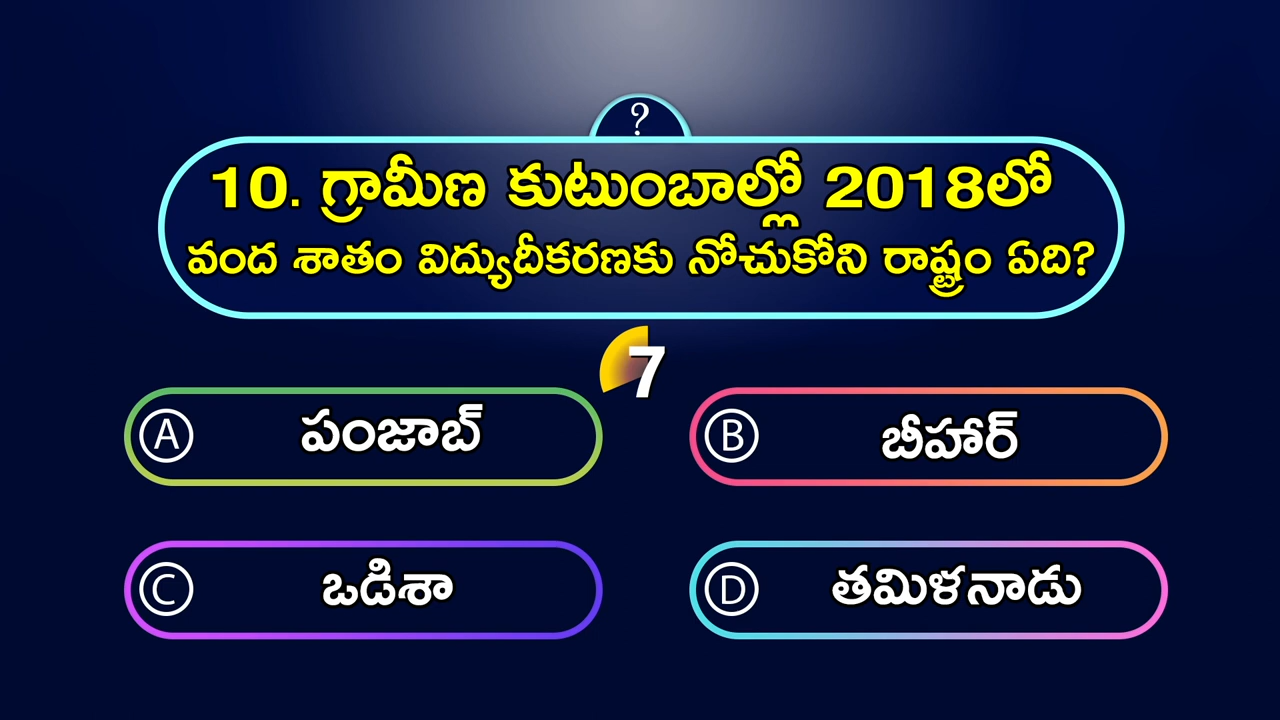 ?
10. గ్రామీణ కుటుంబాల్లో 2018లో
వంద శాతం విద్యుదీకరణకు నోచుకోని రాష్ట్రం ఏది?
7
A పంజాబ్
B బీహార్
C ఒడిశా
D తమిళనాడు